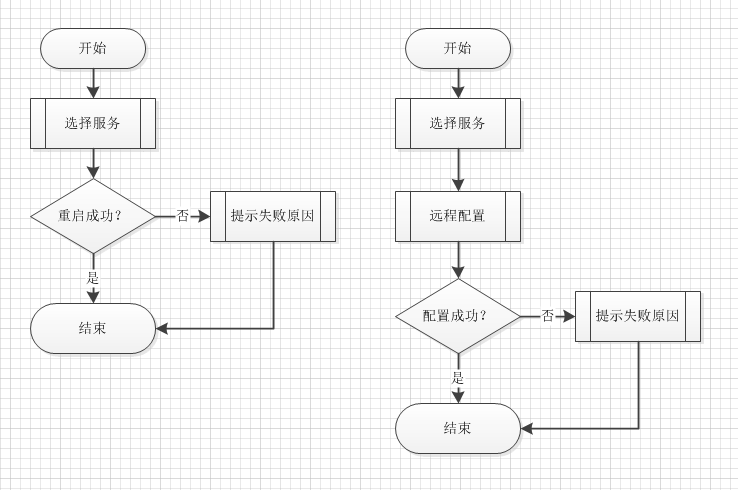 开始
选择服务
重启成功？
否
提示失败原因
是
结束
开始
选择服务
远程配置
配置成功？
否
提示失败原因
是
结束